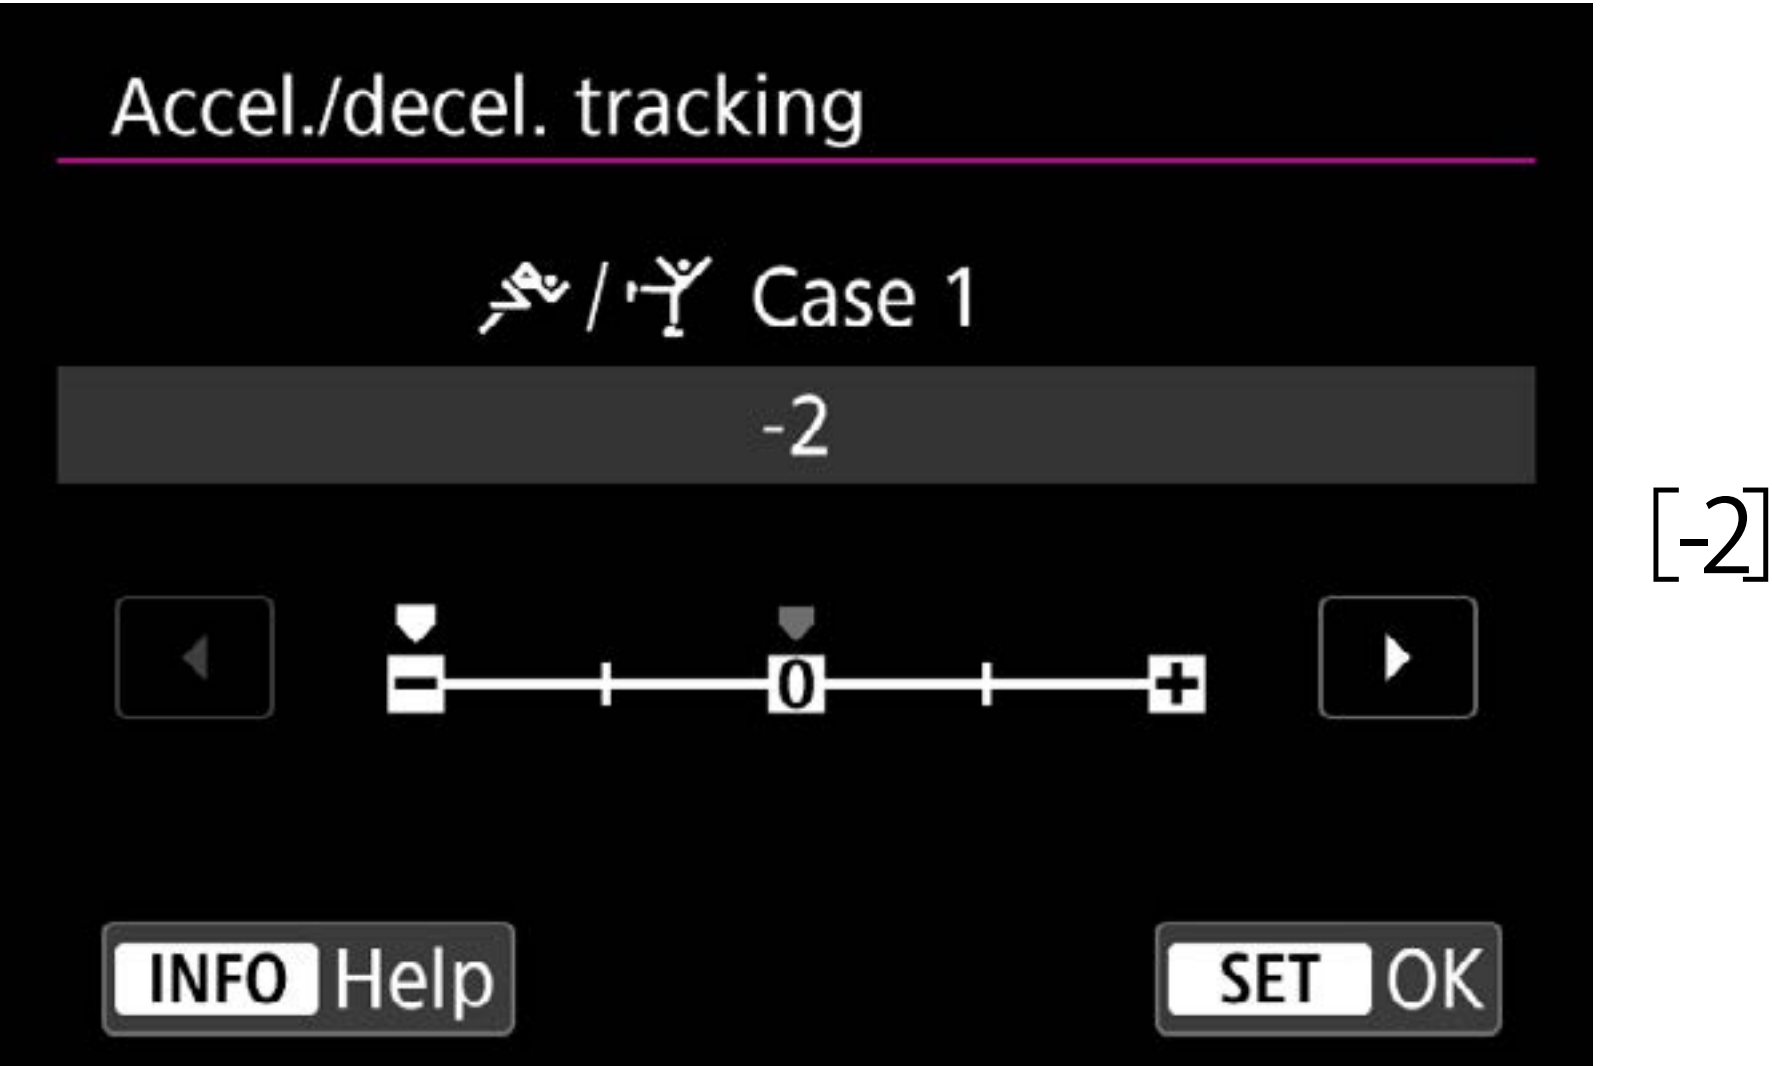 Accel./decel. tracking
/ Case 1
-2
[-2]
− 0 +
INFO Help
SET OK